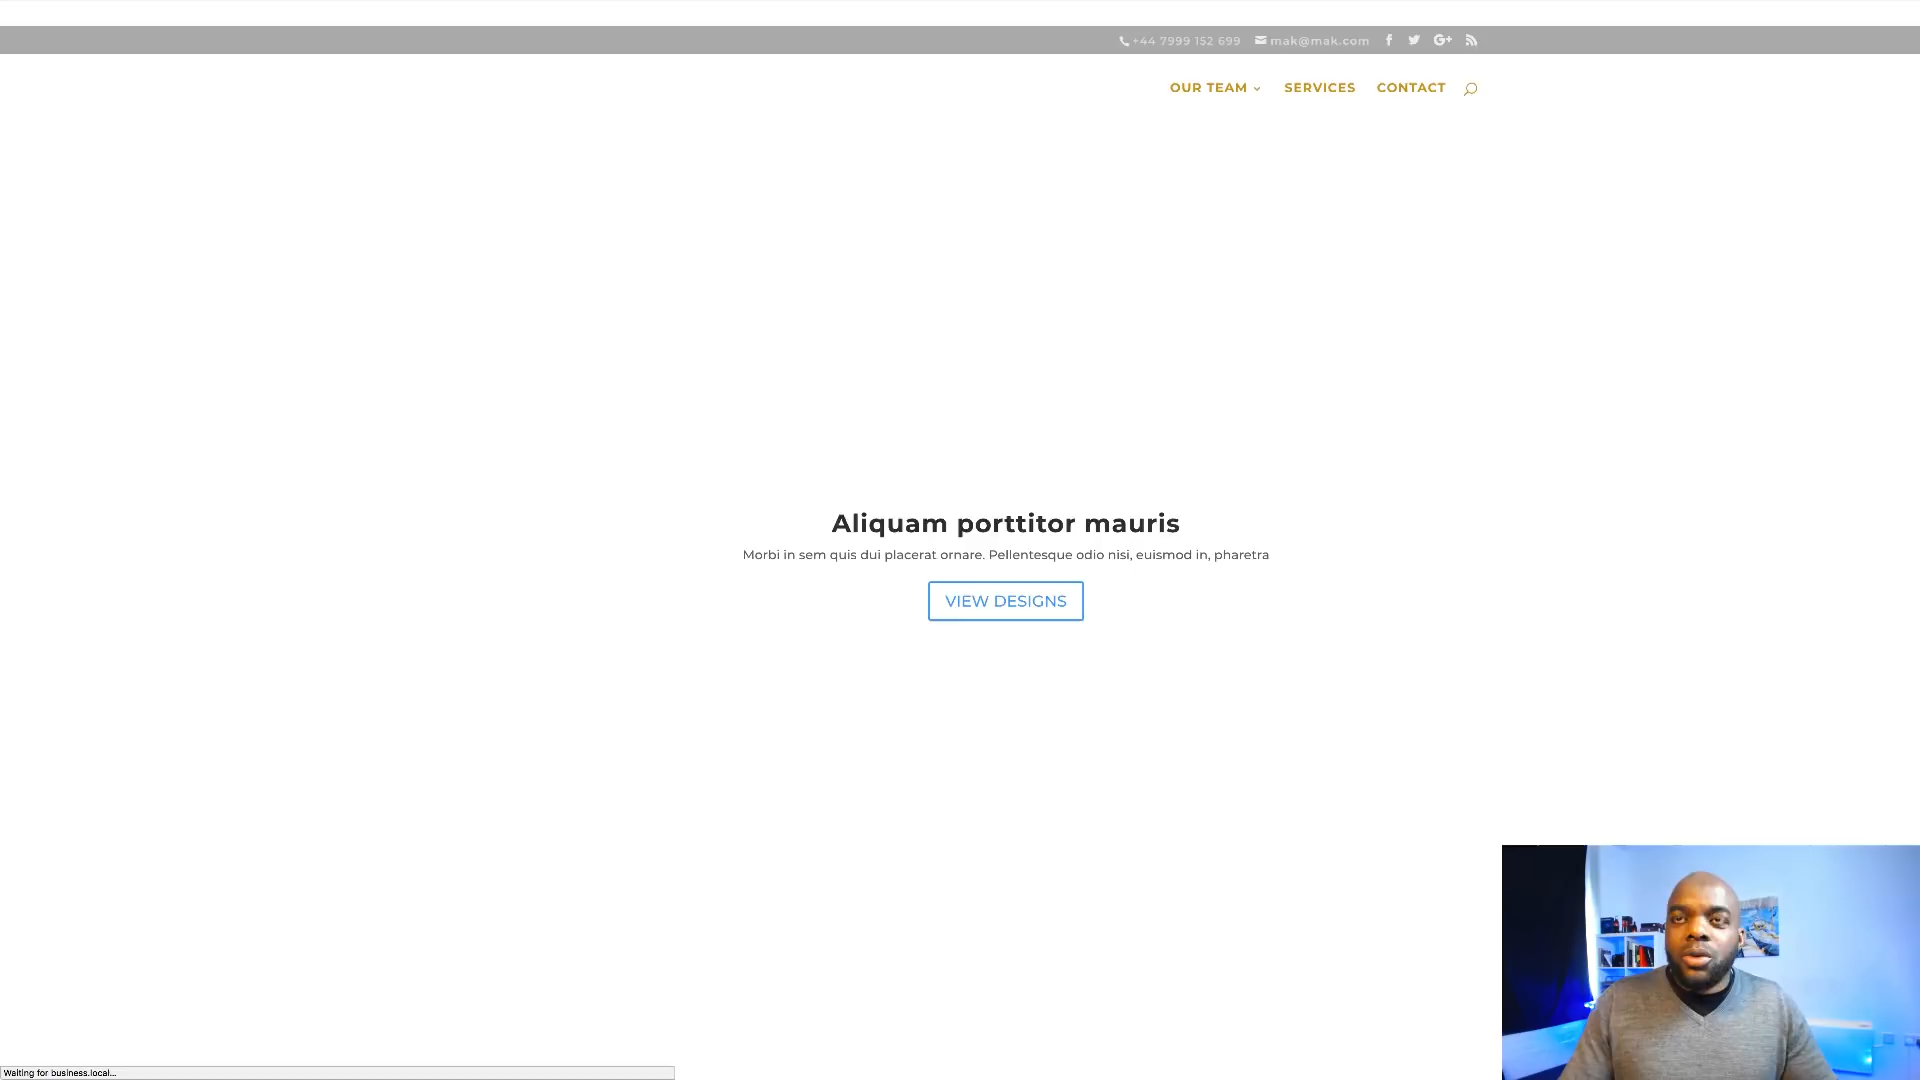 +44 7999 152 699 mak@mak.com
OUR TEAM SERVICES CONTACT
Aliquam porttitor mauris
Morbi in sem quis dui placerat ornare. Pellentesque odio nisi, euismod in, pharetra
VIEW DESIGNS
Waiting for business.local...